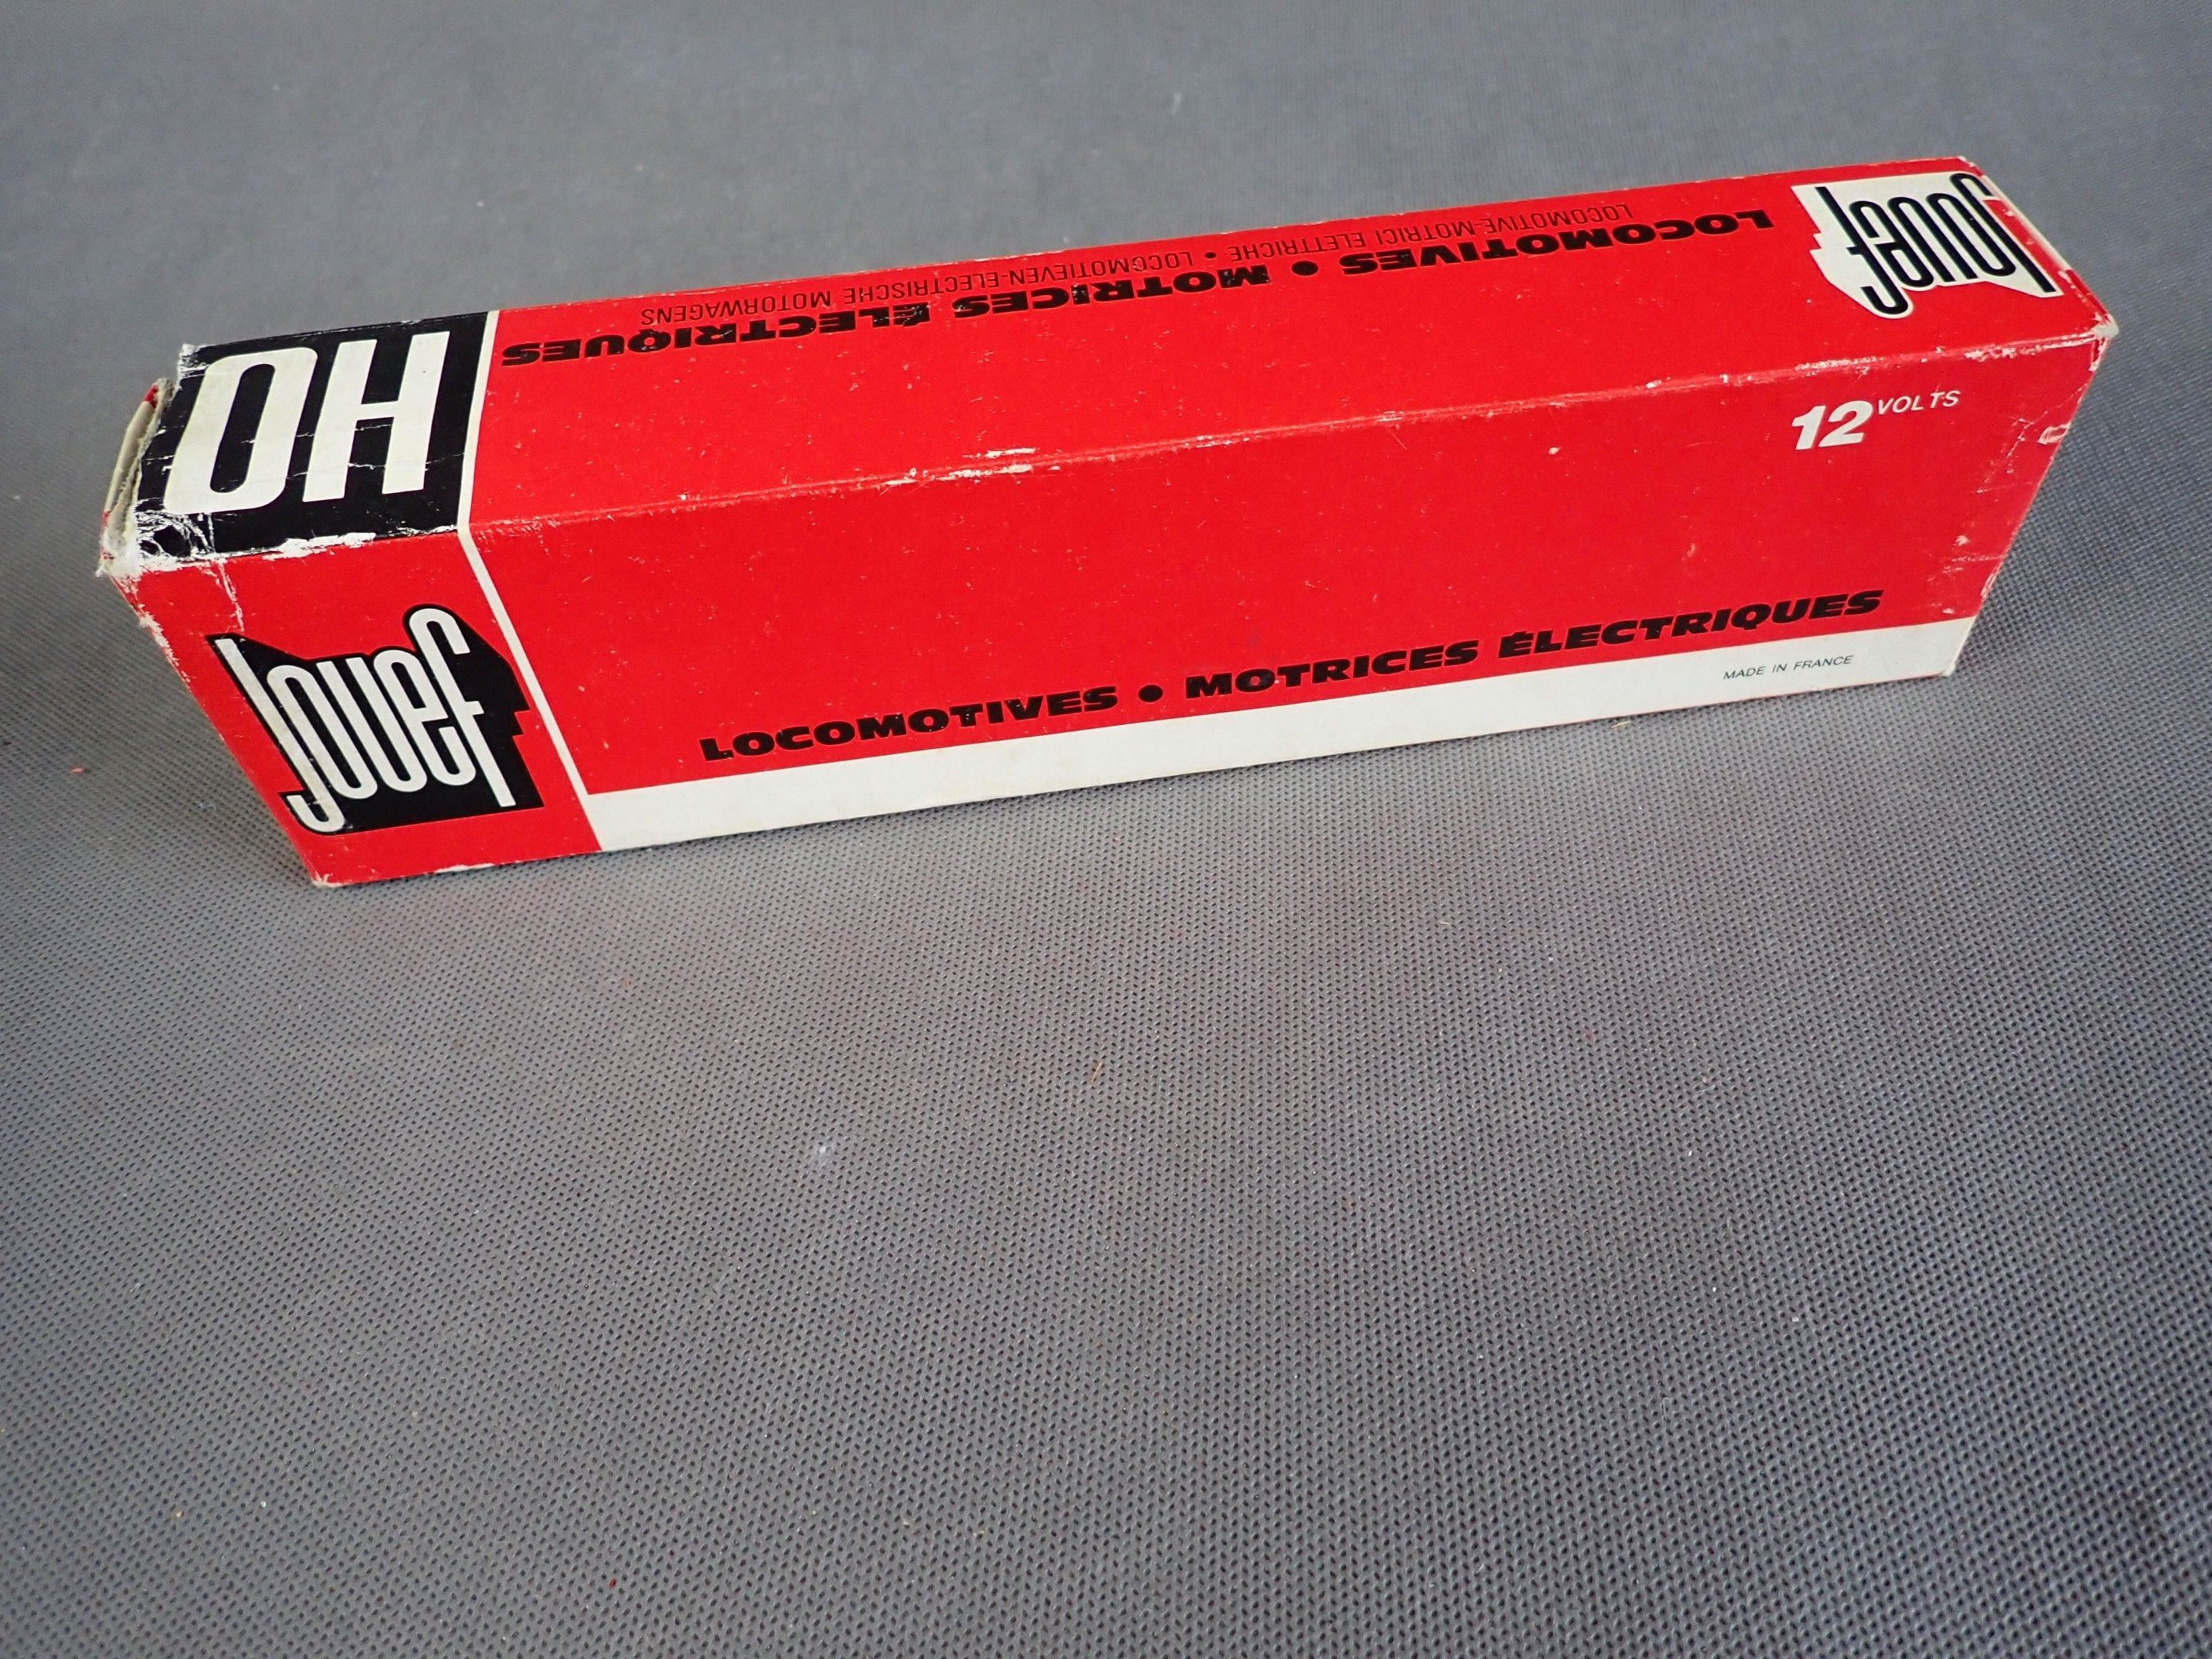 Jouef
LOCOMOTIVES • MOTRICES ÉLECTRIQUES
LOCOMOTIVE-MOTRICI ELETTRICHE • LOCOMOTIEVEN-ELECTRISCHE MOTORWAGENS
HO
12 VOLTS
Jouef
LOCOMOTIVES • MOTRICES ÉLECTRIQUES
MADE IN FRANCE